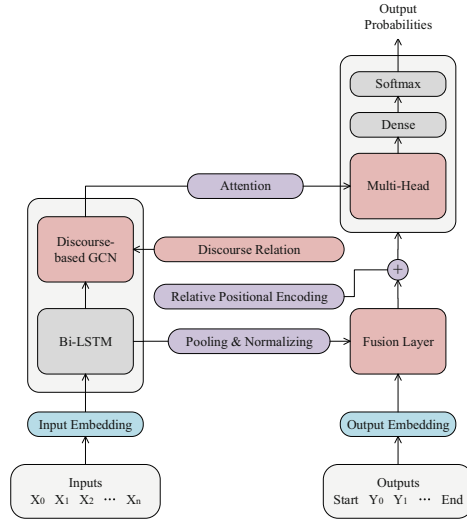 Output
Probabilities
Softmax
Dense
Multi-Head
Attention
Discourse-
based GCN
Discourse Relation
Relative Positional Encoding
+
Bi-LSTM
Pooling & Normalizing
Fusion Layer
Input Embedding
Output Embedding
Inputs
X₀ X₁ X₂ ··· Xₙ
Outputs
Start Y₀ Y₁ ··· End